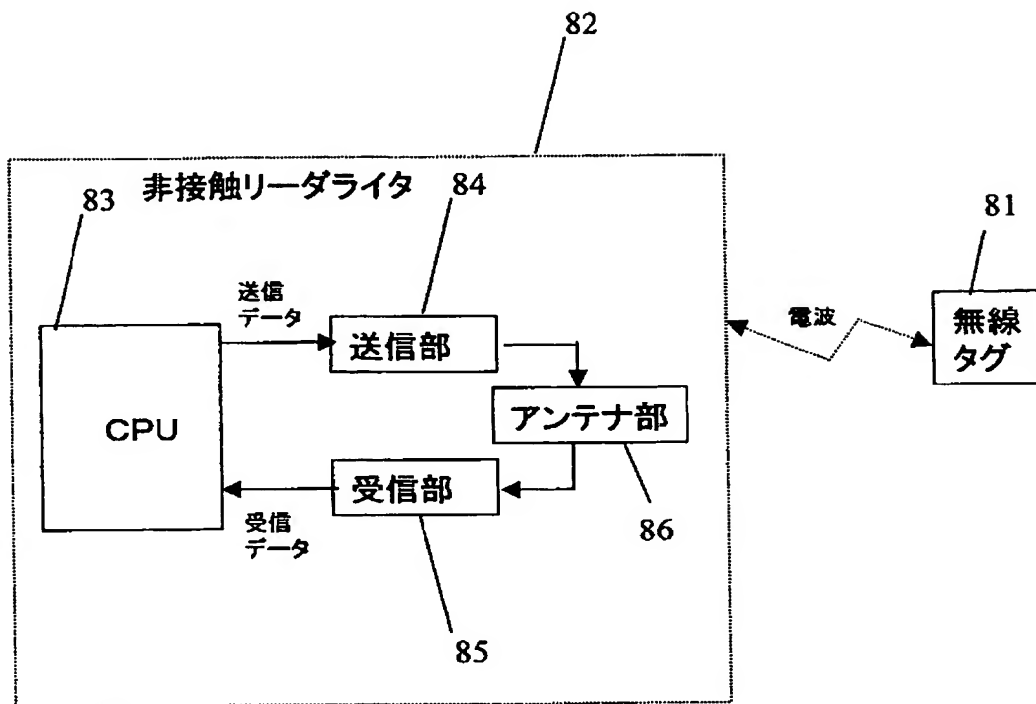 82
非接触リーダライタ
83
84
81
送信
データ
送信部
電波
無線
タグ
アンテナ部
CPU
受信部
受信
データ
86
85